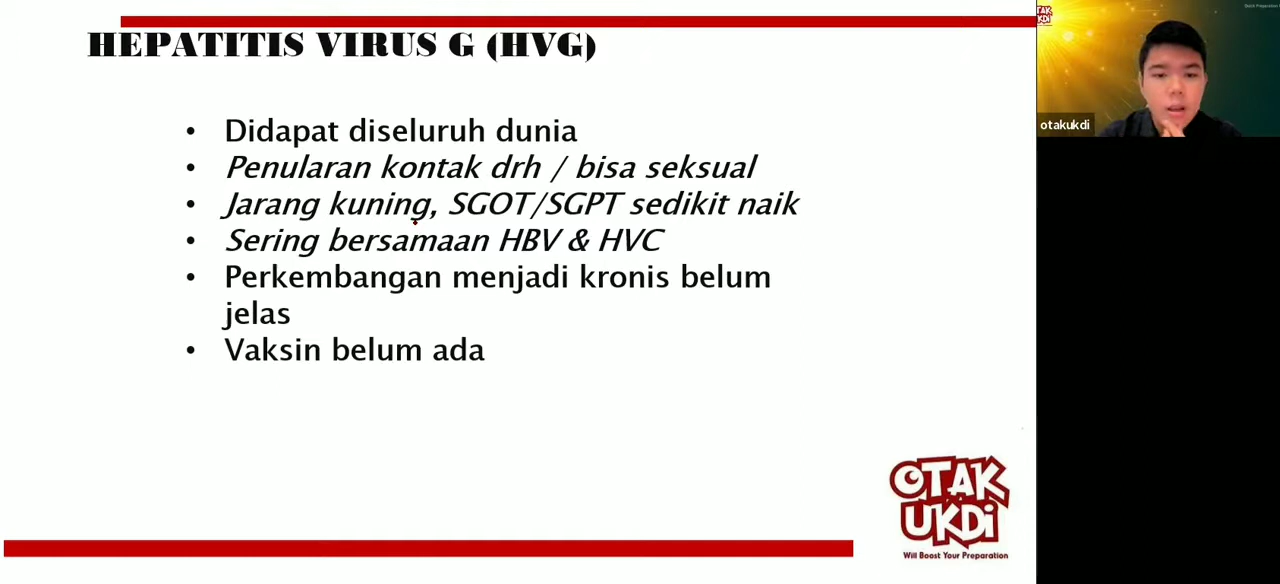 HEPATITIS VIRUS G (HVG)
• Didapat diseluruh dunia
• Penularan kontak drh / bisa seksual
• Jarang kuning, SGOT/SGPT sedikit naik
• Sering bersamaan HBV & HVC
• Perkembangan menjadi kronis belum
jelas
• Vaksin belum ada
OTAK
UKDi
Will Boost Your Preparation
otakukdi